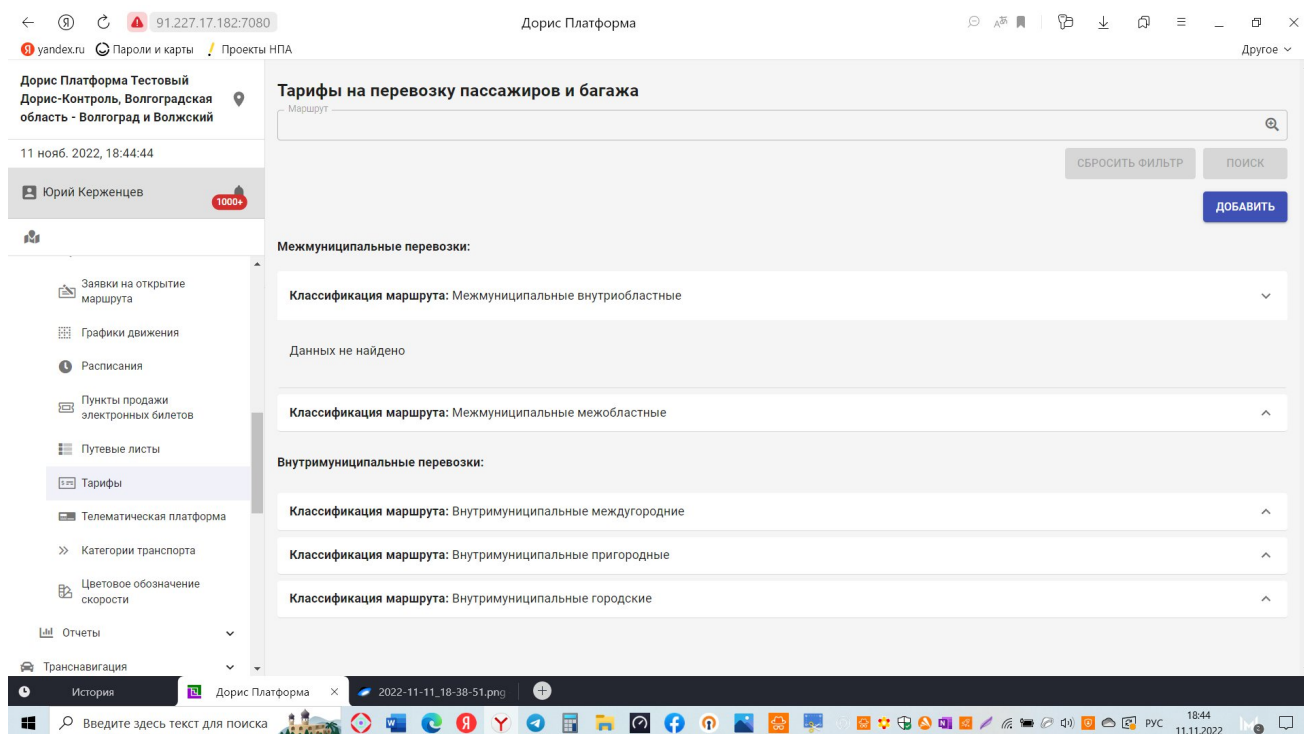 91.227.17.182:7080
Дорис Платформа
yandex.ru
Пароли и карты
Проекты НПА
Другое
Дорис Платформа Тестовый
Дорис-Контроль, Волгоградская
область - Волгоград и Волжский
11 нояб. 2022, 18:44:44
Юрий Керженцев
1000+
Заявки на открытие
маршрута
Графики движения
Расписания
Пункты продажи
электронных билетов
Путевые листы
Тарифы
Телематическая платформа
Категории транспорта
Цветовое обозначение
скорости
Отчеты
Транснавигация
Тарифы на перевозку пассажиров и багажа
Маршрут
СБРОСИТЬ ФИЛЬТР
ПОИСК
ДОБАВИТЬ
Межмуниципальные перевозки:
Классификация маршрута: Межмуниципальные внутриобластные
Данных не найдено
Классификация маршрута: Межмуниципальные межобластные
Внутримуниципальные перевозки:
Классификация маршрута: Внутримуниципальные междугородние
Классификация маршрута: Внутримуниципальные пригородные
Классификация маршрута: Внутримуниципальные городские
История
Дорис Платформа
2022-11-11_18-38-51.png
Введите здесь текст для поиска
РУС
18:44
11.11.2022